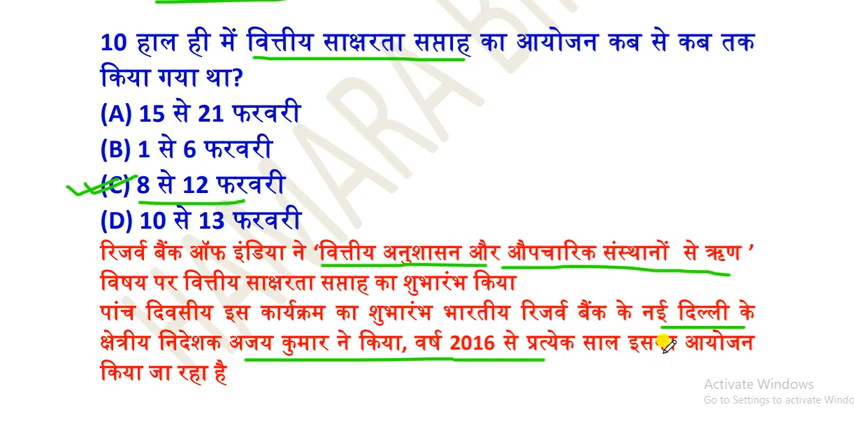 10 हाल ही में वित्तीय साक्षरता सप्ताह का आयोजन कब से कब तक
किया गया था?
(A) 15 से 21 फरवरी
(B) 1 से 6 फरवरी
(C) 8 से 12 फरवरी
(D) 10 से 13 फरवरी
रिजर्व बैंक ऑफ इंडिया ने ‘वित्तीय अनुशासन और औपचारिक संस्थानों से ऋण ’
विषय पर वित्तीय साक्षरता सप्ताह का शुभारंभ किया
पांच दिवसीय इस कार्यक्रम का शुभारंभ भारतीय रिजर्व बैंक के नई दिल्ली के
क्षेत्रीय निदेशक अजय कुमार ने किया, वर्ष 2016 से प्रत्येक साल इसका आयोजन
किया जा रहा है
HAMARA
Activate Windows
Go to Settings to activate Windo